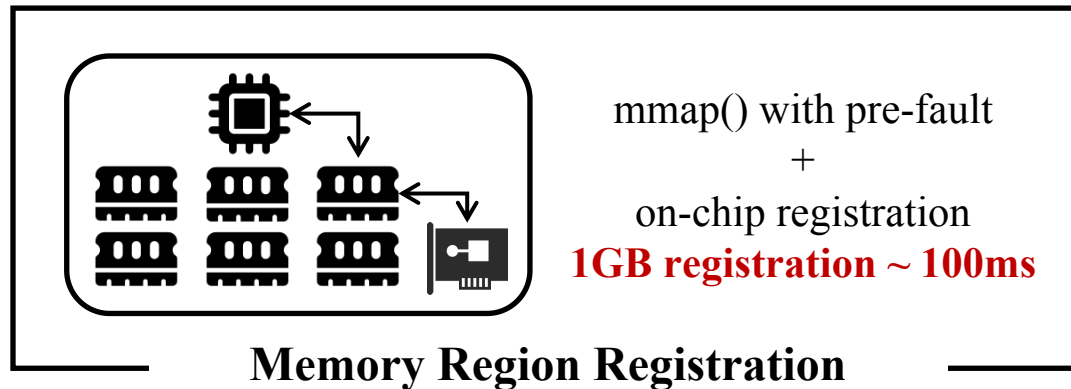 mmap() with pre-fault
+
on-chip registration
1GB registration ~ 100ms
Memory Region Registration